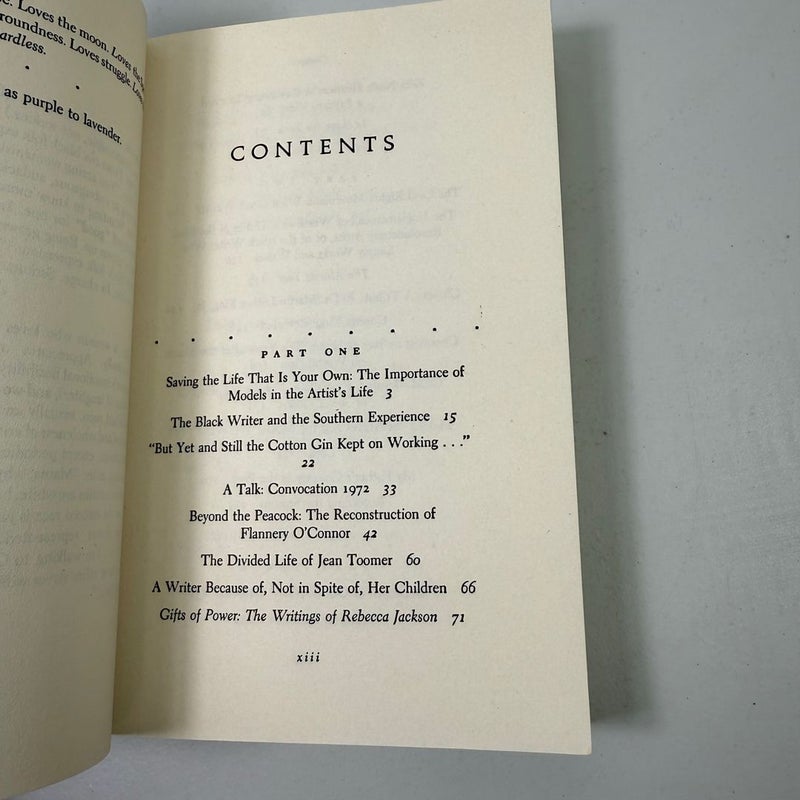 Loves the moon. Loves the
roundness. Loves struggle.
ardless.
as purple to lavender.
CONTENTS
PART ONE
Saving the Life That Is Your Own: The Importance of
Models in the Artist's Life 3
The Black Writer and the Southern Experience 15
"But Yet and Still the Cotton Gin Kept on Working . . ."
22
A Talk: Convocation 1972 33
Beyond the Peacock: The Reconstruction of
Flannery O'Connor 42
The Divided Life of Jean Toomer 60
A Writer Because of, Not in Spite of, Her Children 66
Gifts of Power: The Writings of Rebecca Jackson 71
xiii